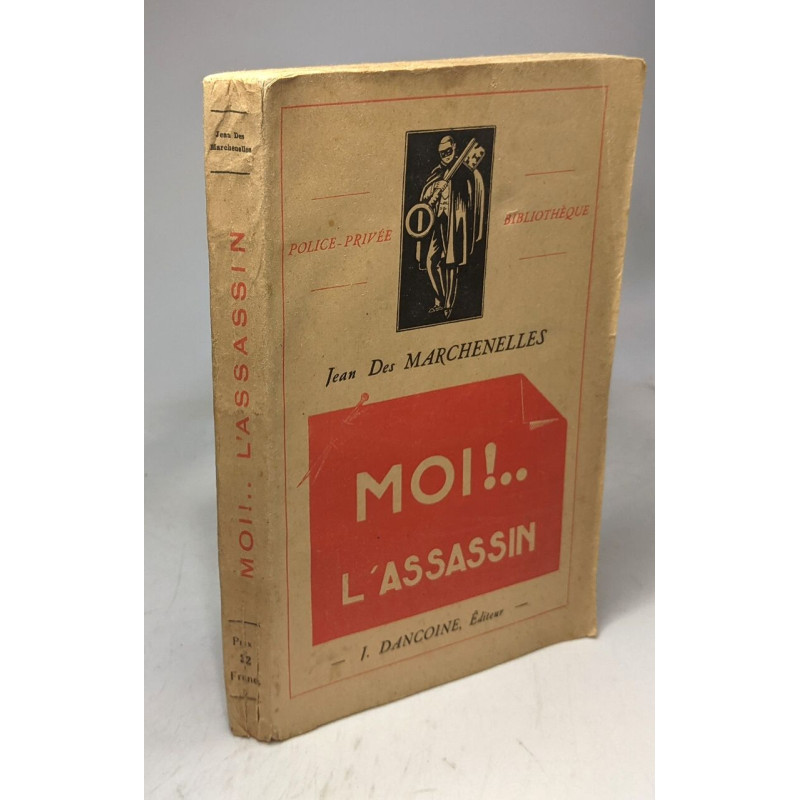 Jean Des
Marchenelles
MOI!.. L'ASSASSIN
Prix
12
Francs
POLICE-PRIVÉE
BIBLIOTHÈQUE
Jean Des MARCHENELLES
MOI!..
L'ASSASSIN
— J. DANCOINE, Éditeur —